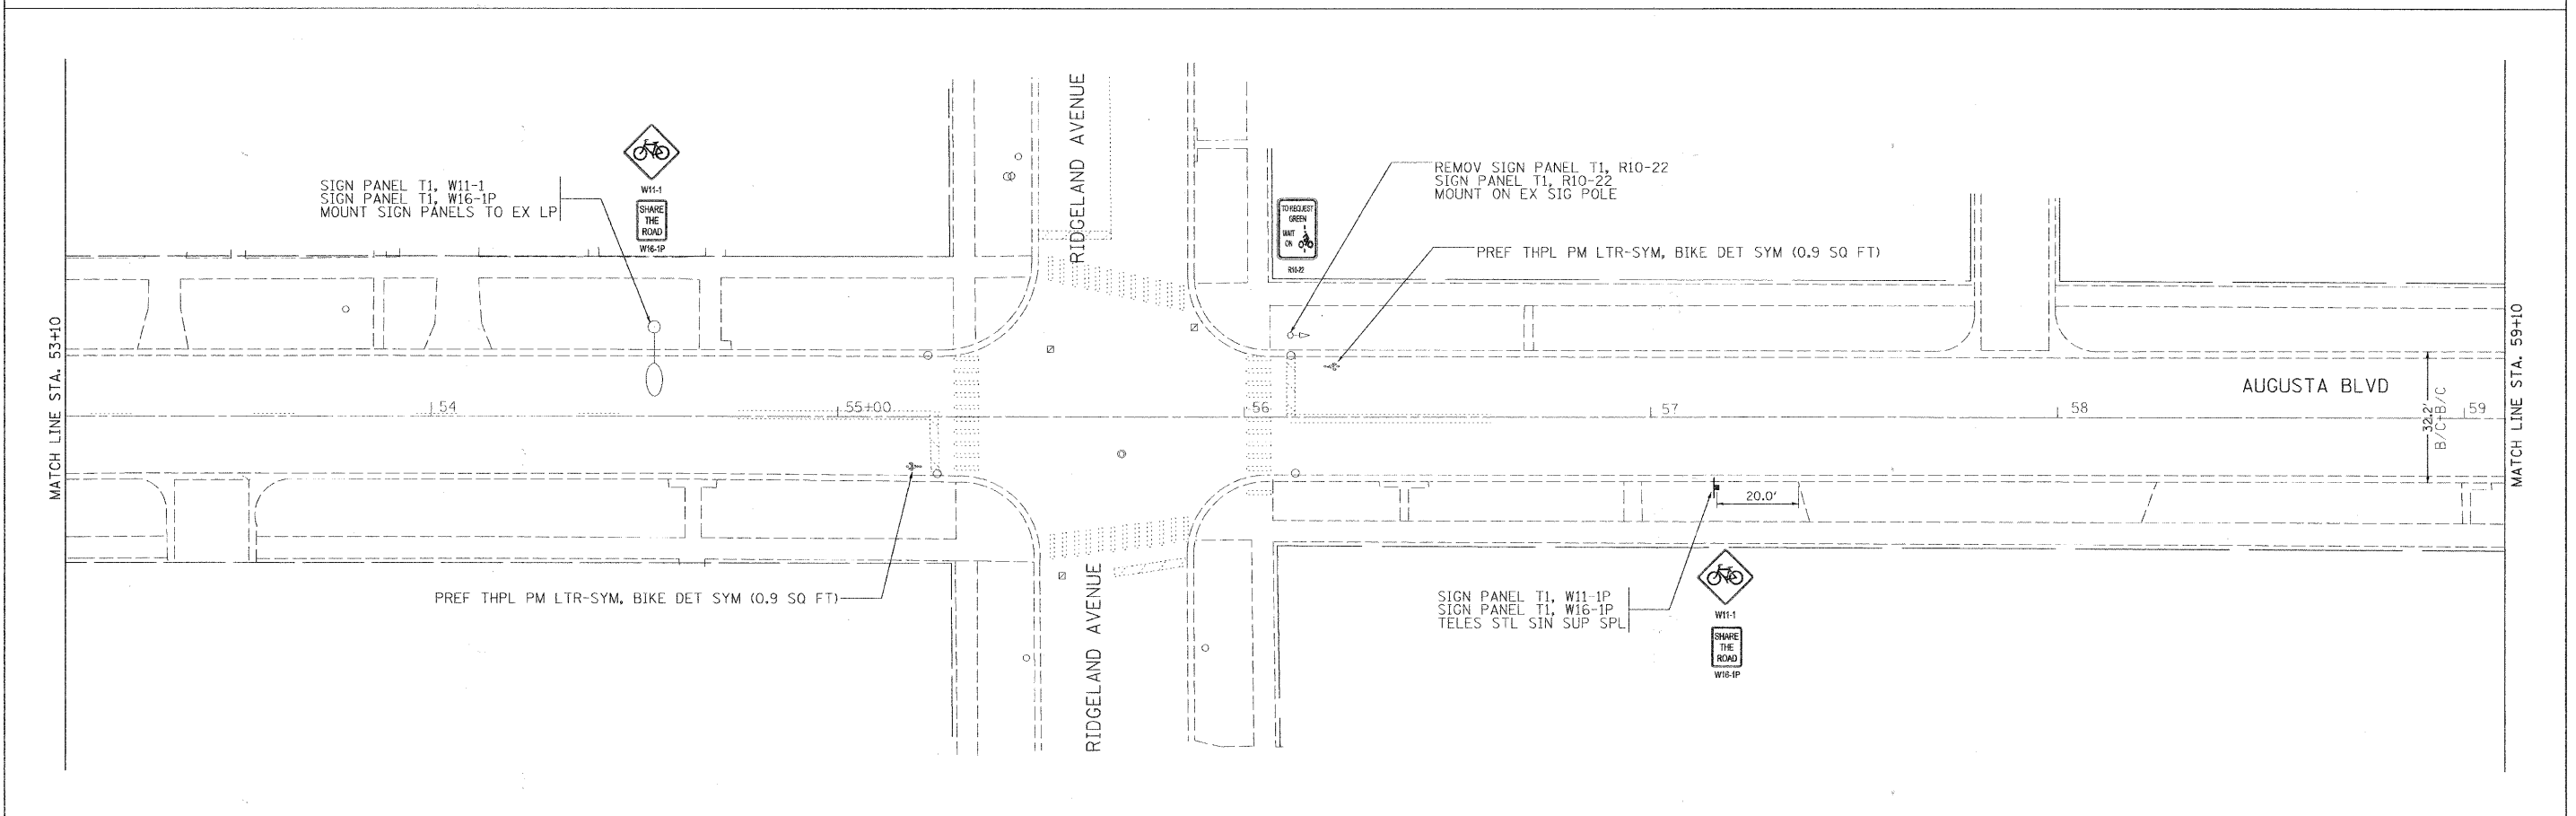 RIDGELAND AVENUE
W11-1
SIGN PANEL T1, W11-1
SIGN PANEL T1, W16-1P
MOUNT SIGN PANELS TO EX LP
SHARE
THE
ROAD
W16-1P
REMOV SIGN PANEL T1, R10-22
SIGN PANEL T1, R10-22
MOUNT ON EX SIG POLE
TO REQUEST
GREEN
WAIT
ON
R10-22
PREF THPL PM LTR-SYM, BIKE DET SYM (0.9 SQ FT)
MATCH LINE STA. 53+10
54
55+00
56
57
58
59
AUGUSTA BLVD
32.2'
B/C-B/C
MATCH LINE STA. 59+10
20.0'
PREF THPL PM LTR-SYM, BIKE DET SYM (0.9 SQ FT)
RIDGELAND AVENUE
SIGN PANEL T1, W11-1P
SIGN PANEL T1, W16-1P
TELES STL SIN SUP SPL
W11-1
SHARE
THE
ROAD
W16-1P